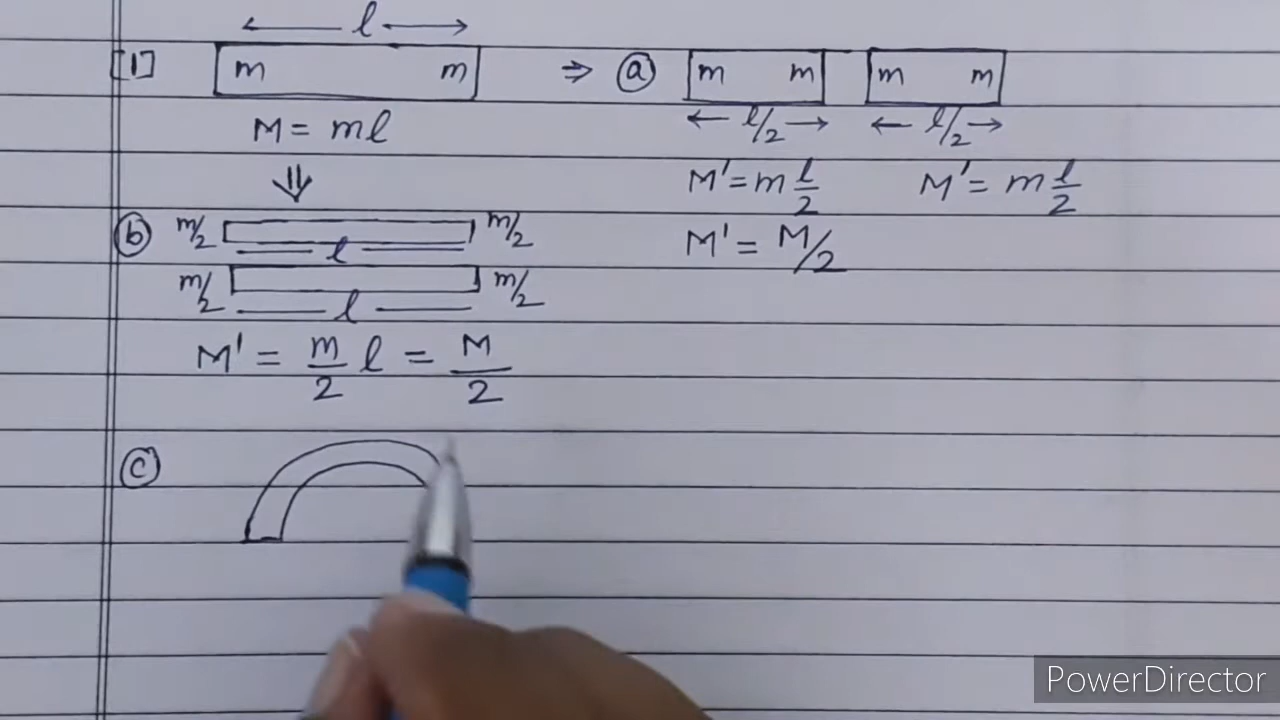 l
[1] m m ⇒ (a) m m m m
M = ml l/2 l/2
⇓ M' = m l/2 M' = m l/2
(b) m/2 l m/2 M' = M/2
m/2 l m/2
M' = m/2 l = M/2
(c)
PowerDirector